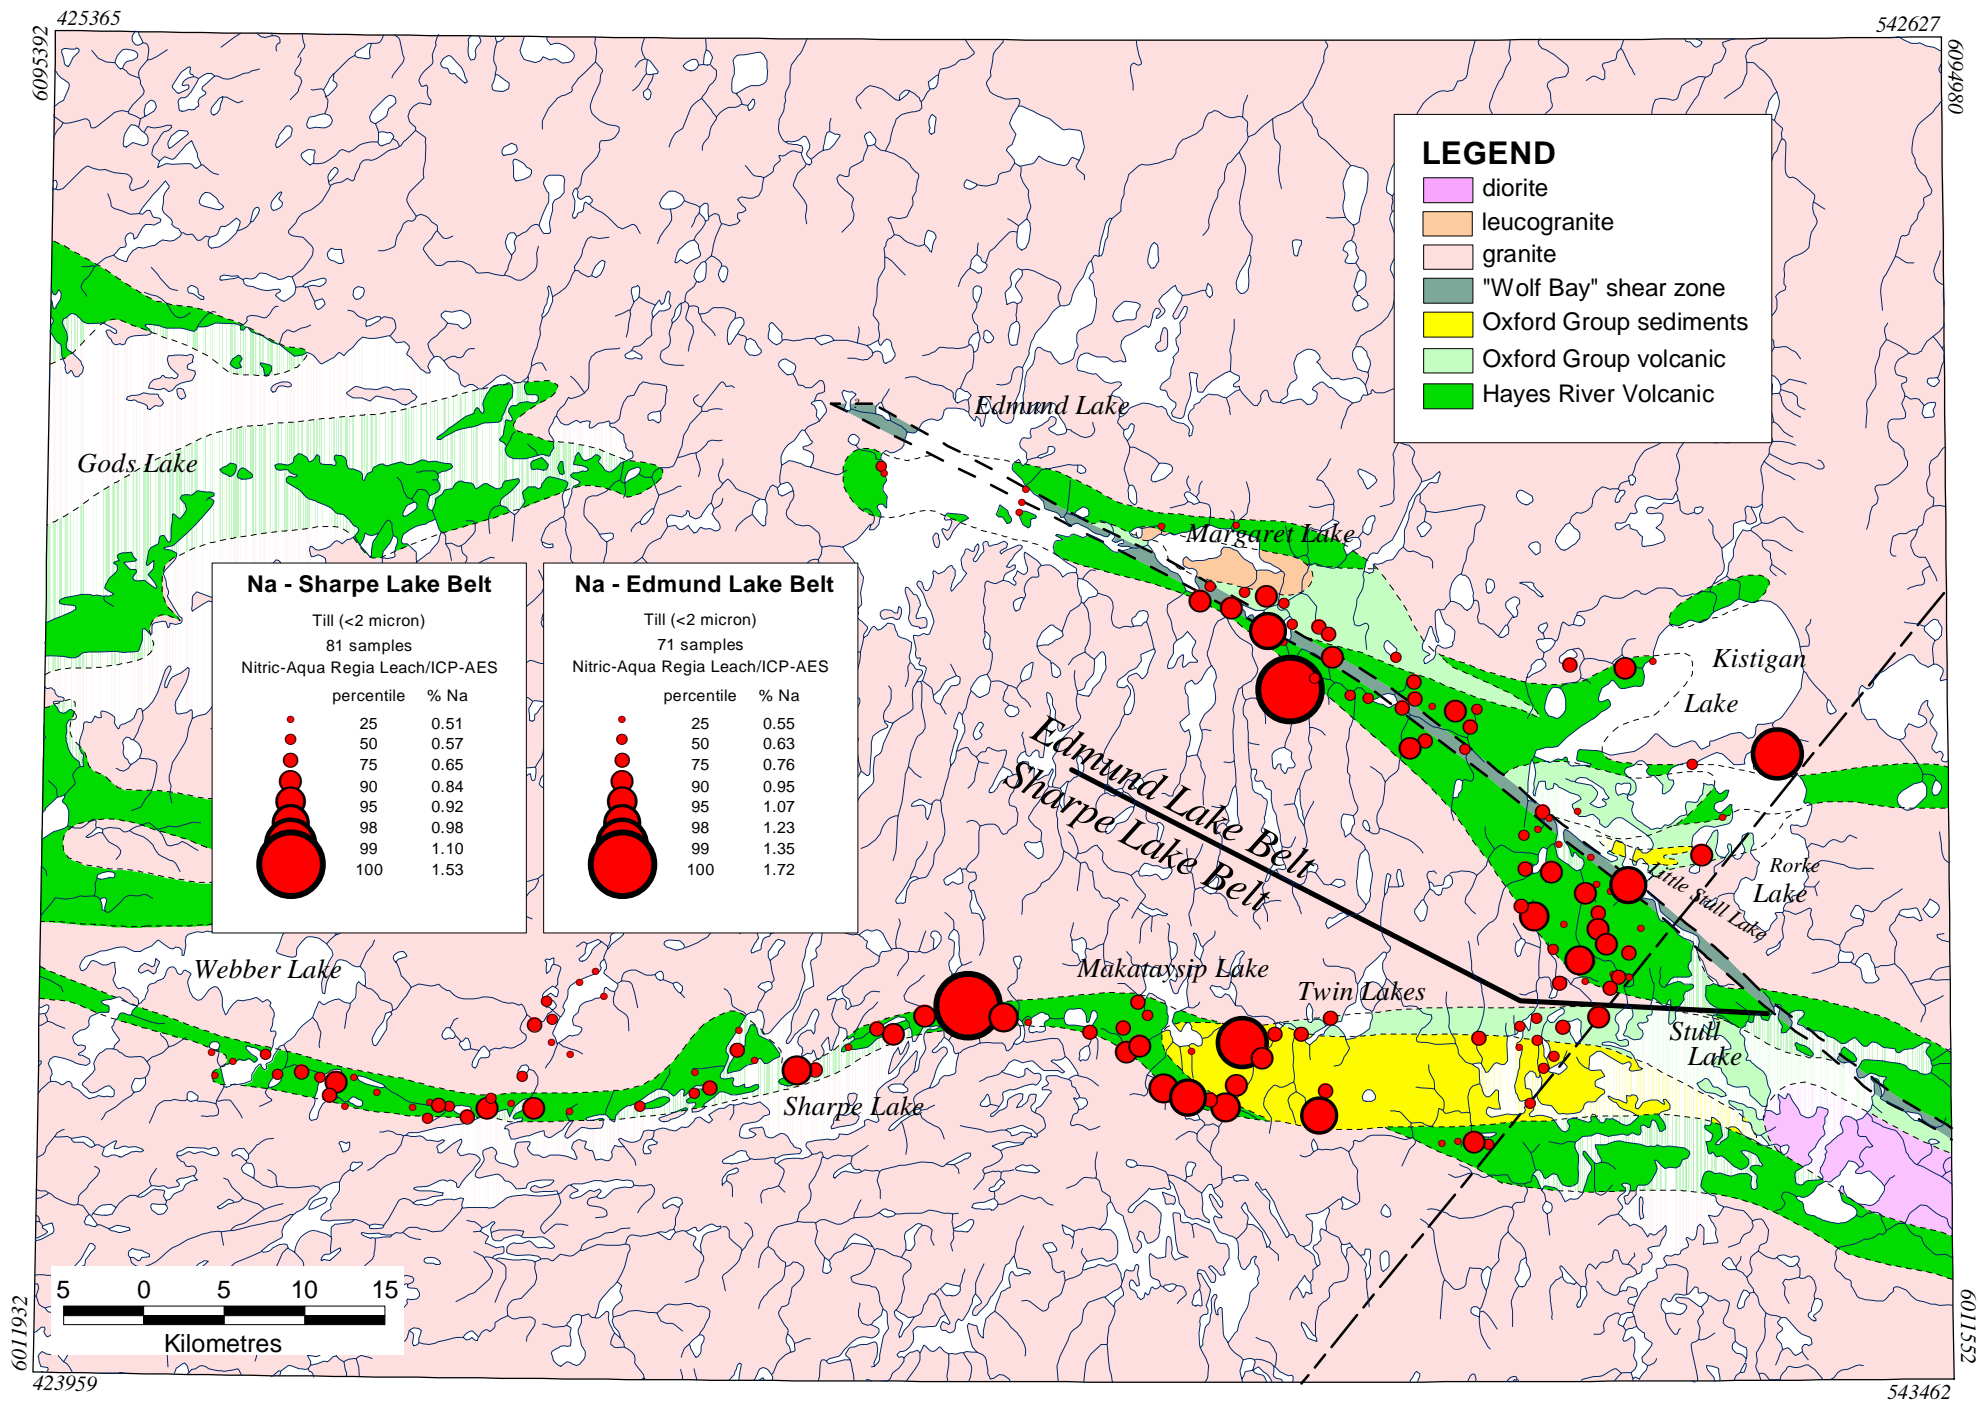 425365
542627
6095392
6094980
LEGEND
diorite
leucogranite
granite
"Wolf Bay" shear zone
Oxford Group sediments
Oxford Group volcanic
Hayes River Volcanic
Edmund Lake
Gods Lake
Margaret Lake
Na - Sharpe Lake Belt
Till (<2 micron)
81 samples
Nitric-Aqua Regia Leach/ICP-AES
percentile % Na
25 0.51
50 0.57
75 0.65
90 0.84
95 0.92
98 0.98
99 1.10
100 1.53
Na - Edmund Lake Belt
Till (<2 micron)
71 samples
Nitric-Aqua Regia Leach/ICP-AES
percentile % Na
25 0.55
50 0.63
75 0.76
90 0.95
95 1.07
98 1.23
99 1.35
100 1.72
Kistigan
Lake
Edmund Lake Belt
Sharpe Lake Belt
Rorke
Lake
Little Stull Lake
Webber Lake
Makataysip Lake
Twin Lakes
Stull
Lake
Sharpe Lake
5 0 5 10 15
Kilometres
6011932
6011552
423959
543462